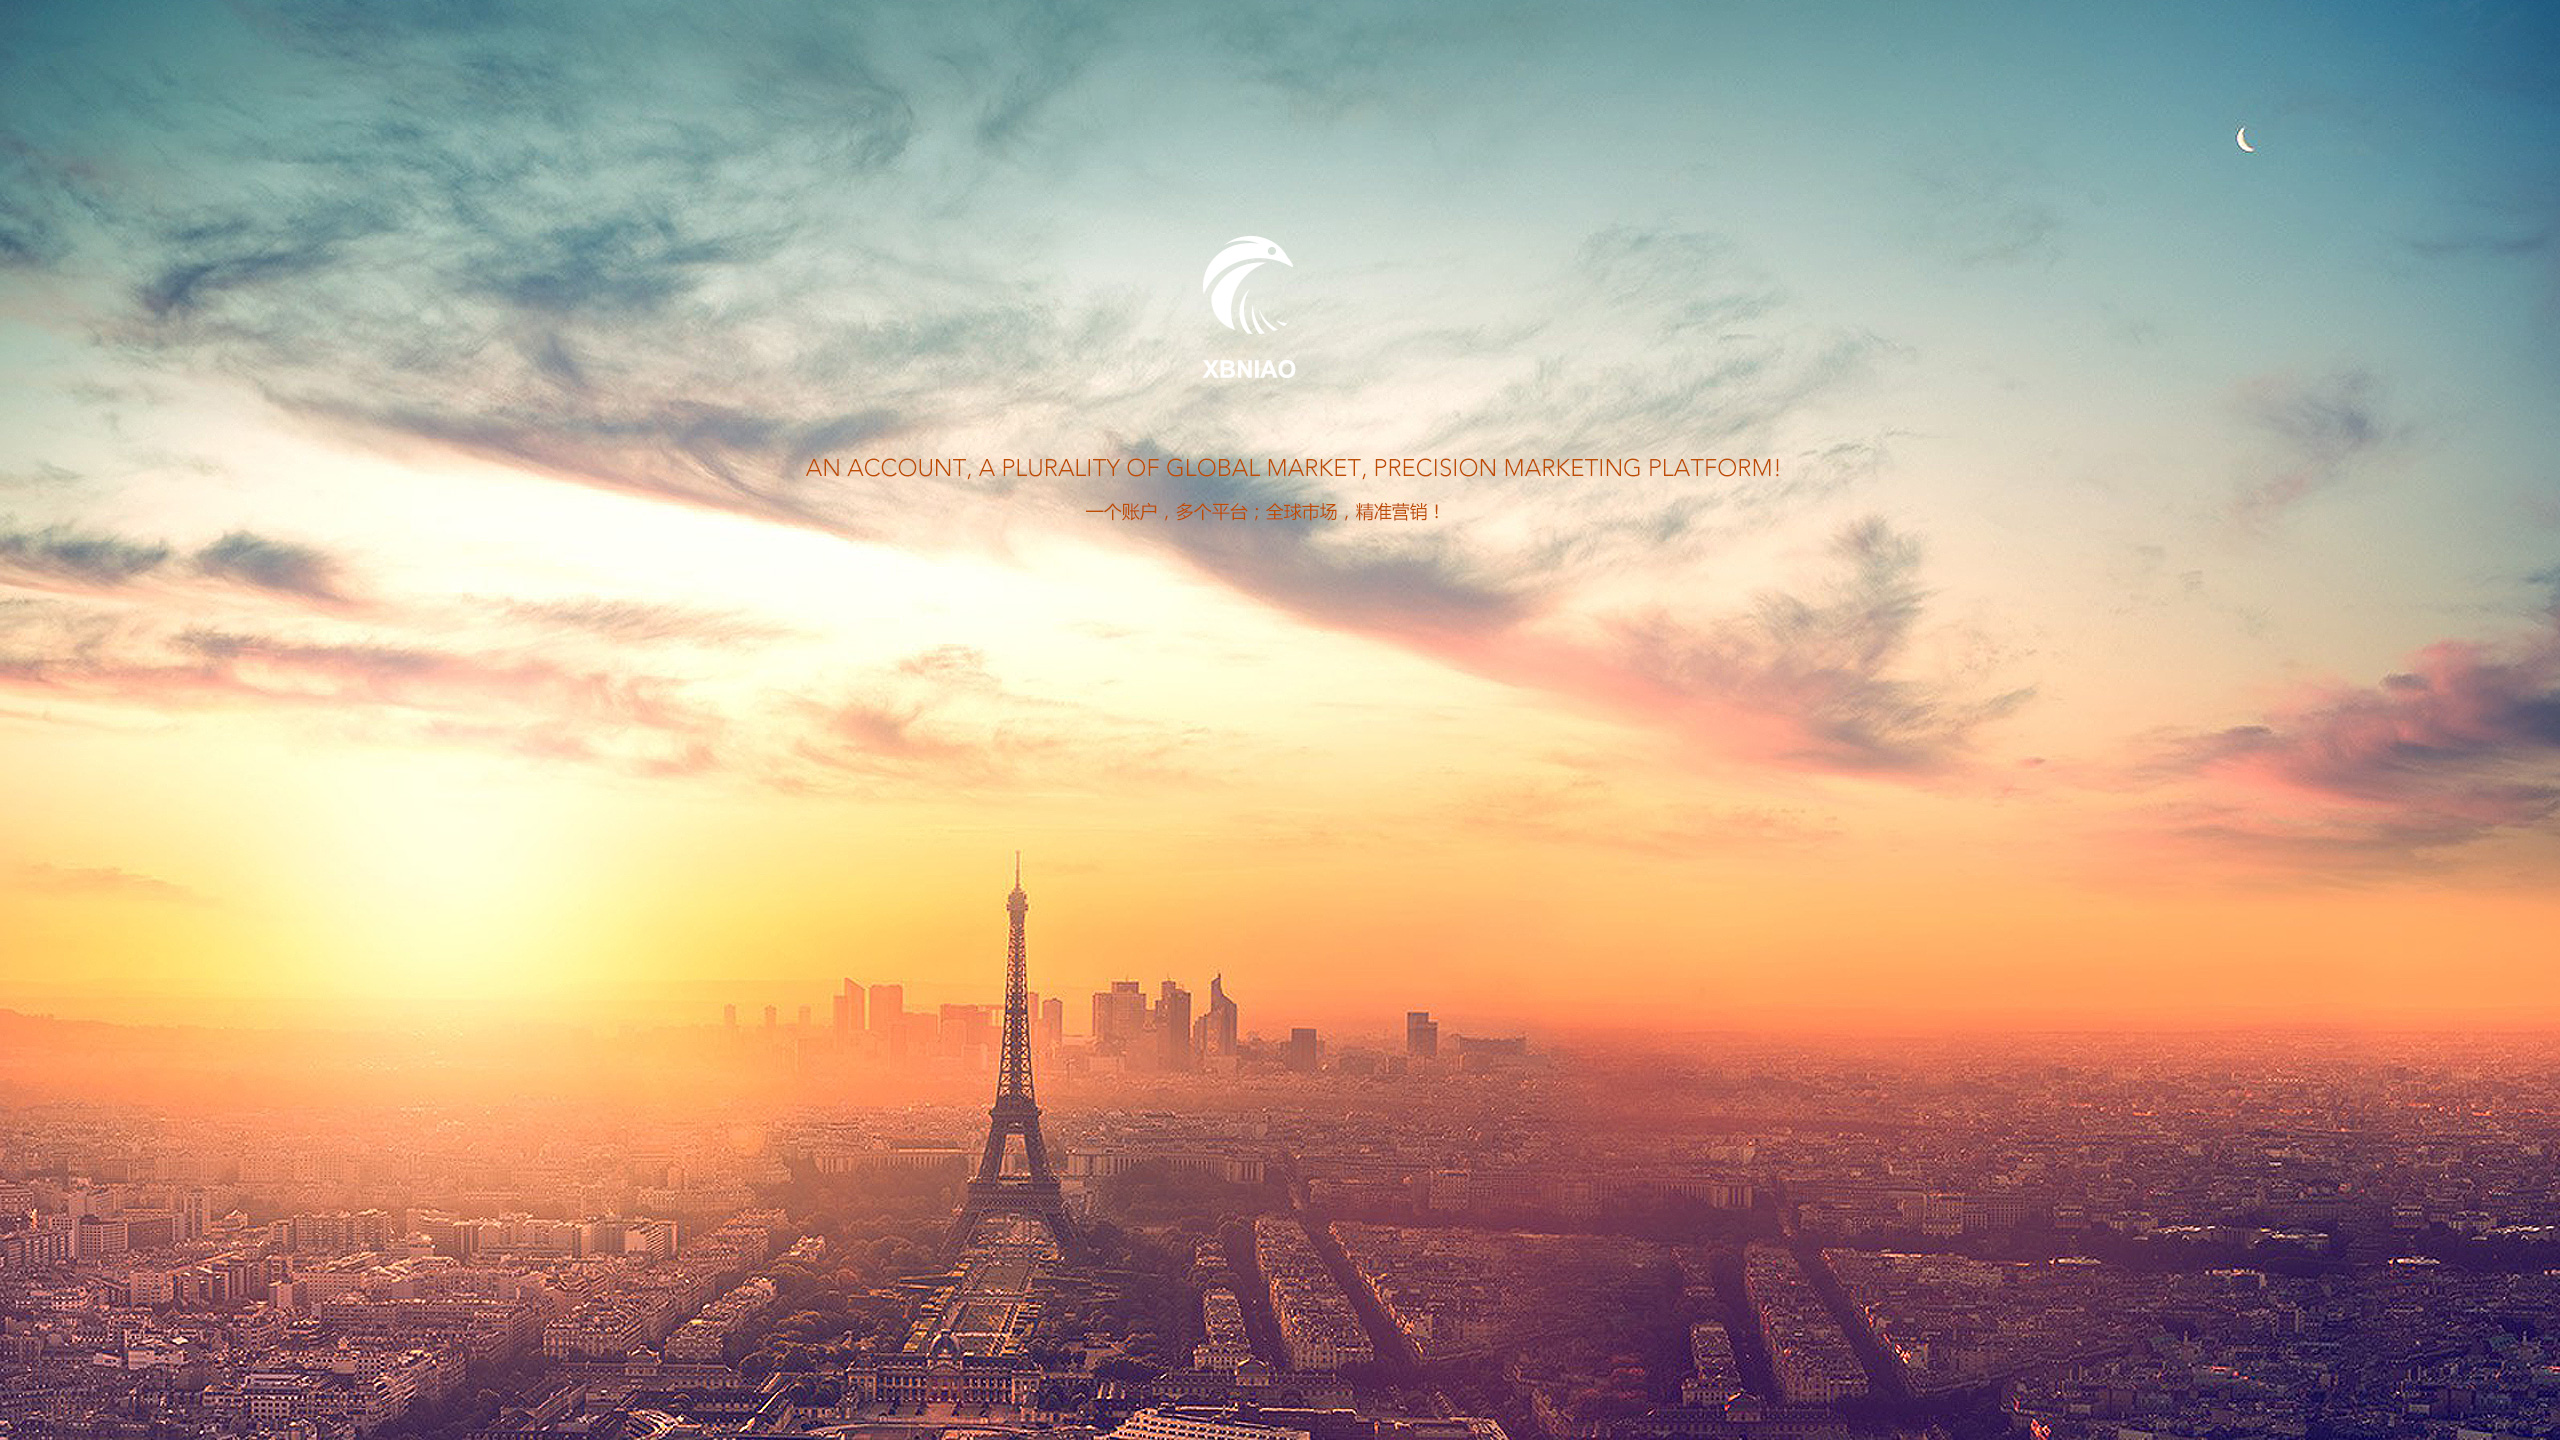 XBNIAO
AN ACCOUNT, A PLURALITY OF GLOBAL MARKET, PRECISION MARKETING PLATFORM!
一个账户，多个平台；全球市场，精准营销！